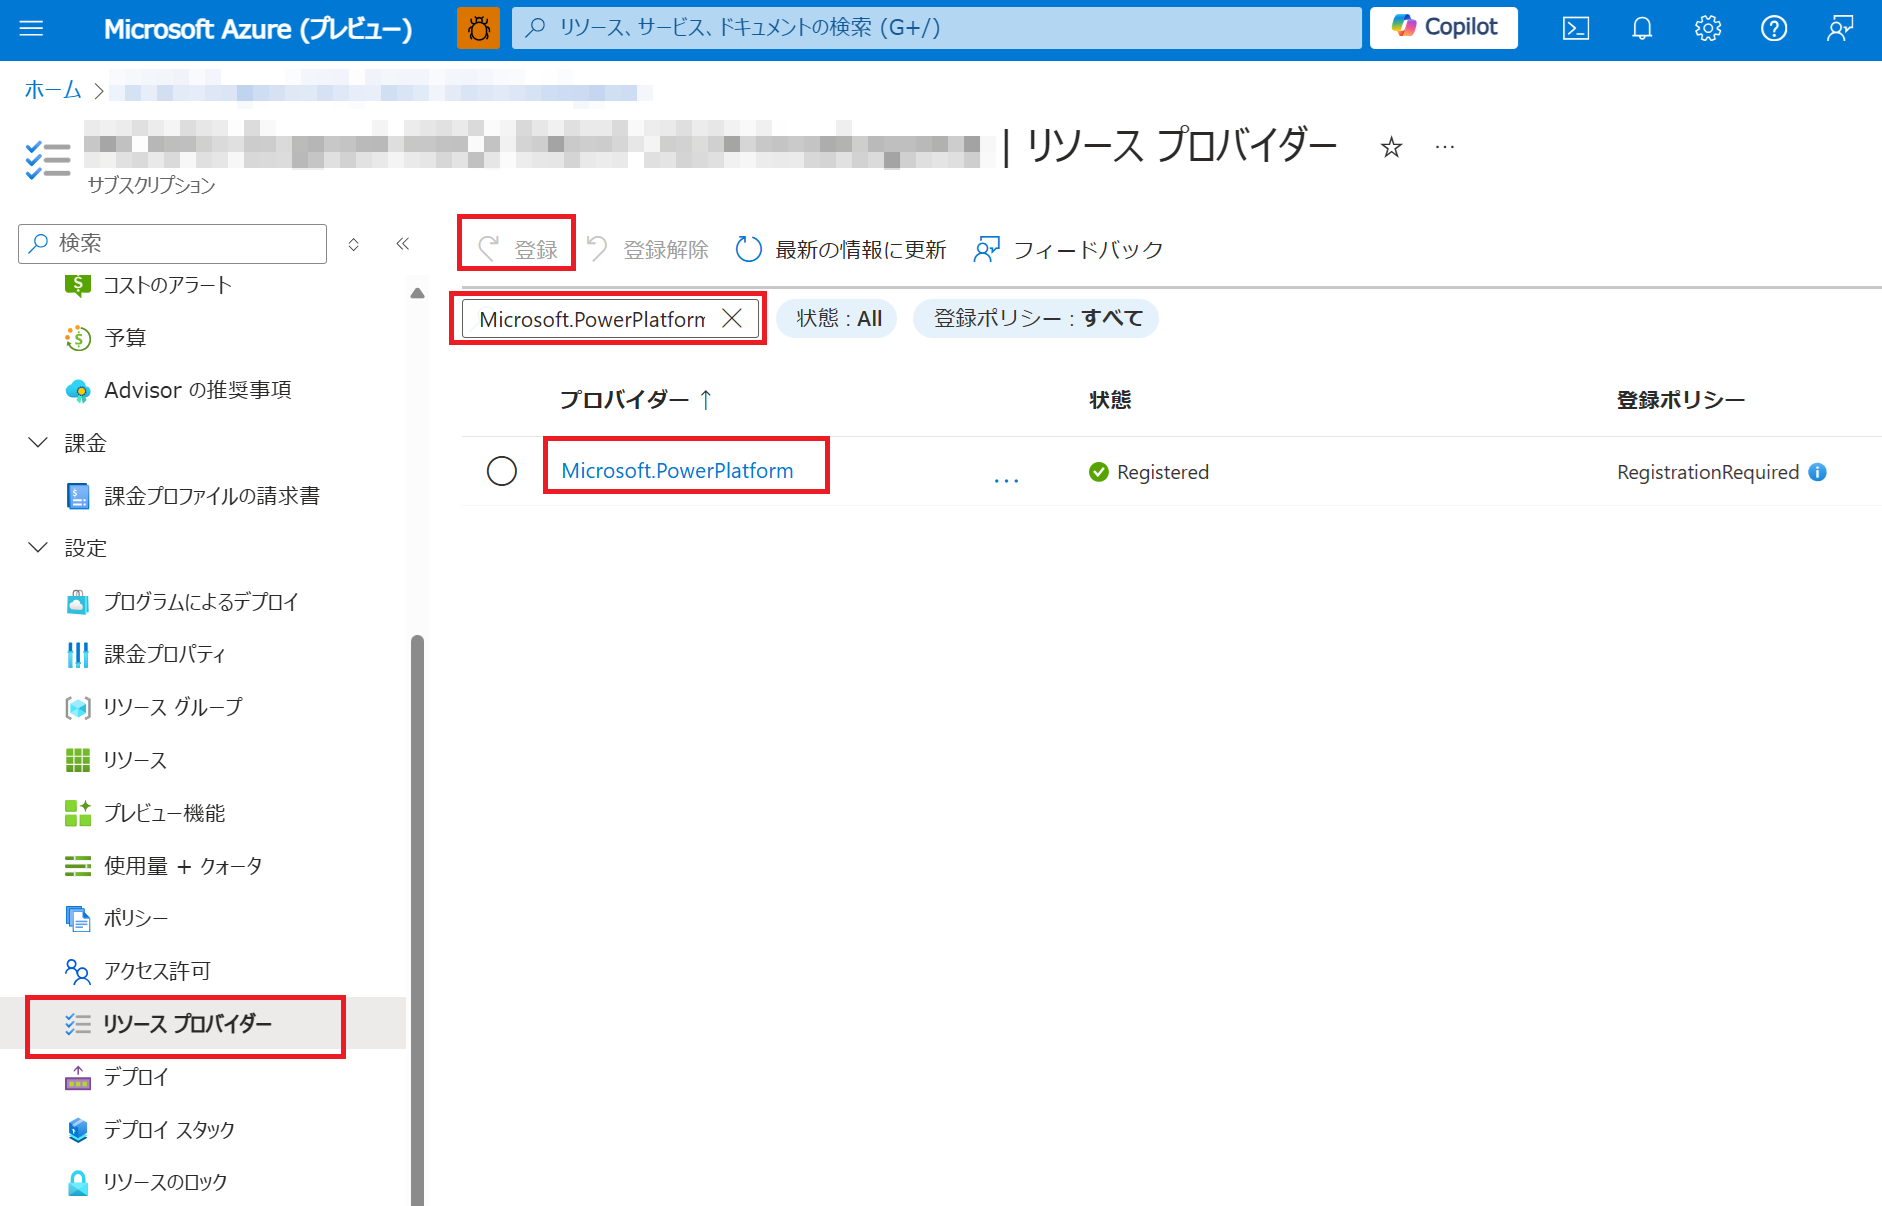 Microsoft Azure (プレビュー)
リソース、サービス、ドキュメントの検索 (G+/)
Copilot
ホーム >
| リソース プロバイダー
サブスクリプション
検索
登録
登録解除
最新の情報に更新
フィードバック
コストのアラート
予算
Advisor の推奨事項
課金
課金プロファイルの請求書
設定
プログラムによるデプロイ
課金プロパティ
リソース グループ
リソース
プレビュー機能
使用量 + クォータ
ポリシー
アクセス許可
リソース プロバイダー
デプロイ
デプロイ スタック
リソースのロック
Microsoft.PowerPlatform
状態 : All
登録ポリシー : すべて
プロバイダー ↑
状態
登録ポリシー
Microsoft.PowerPlatform
...
Registered
RegistrationRequired